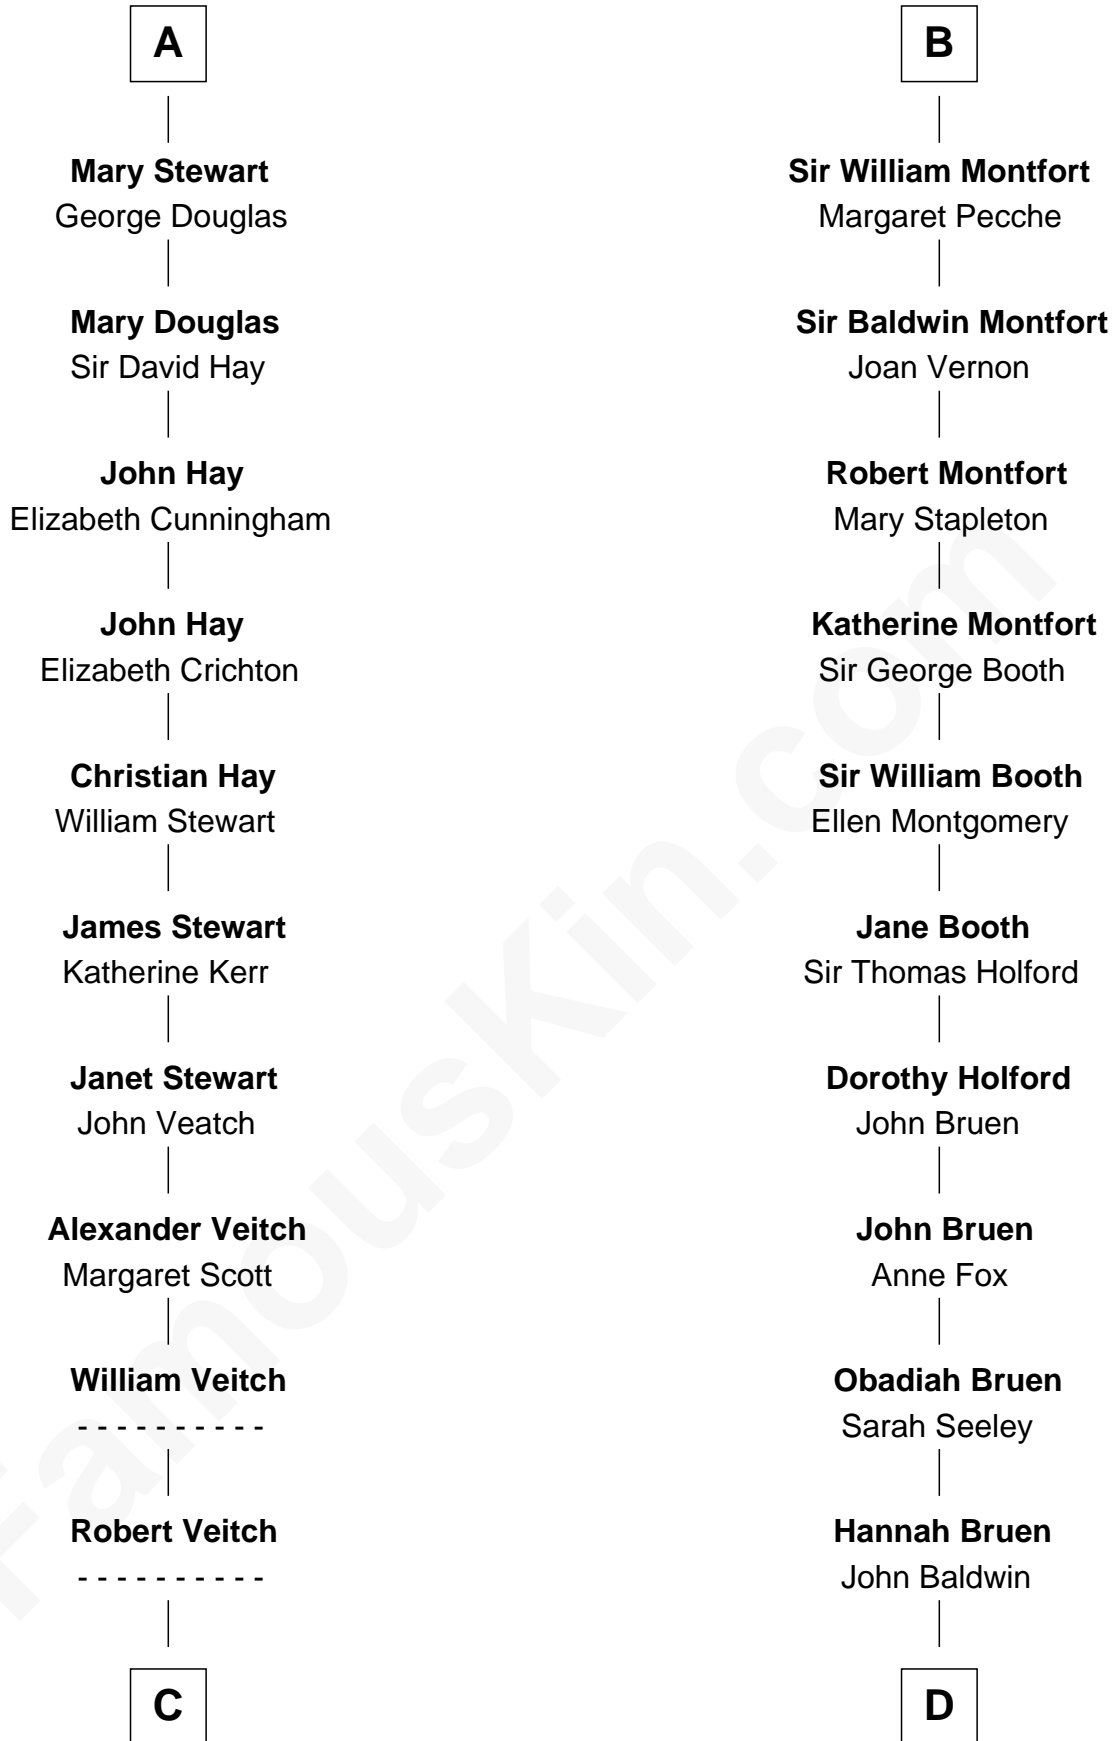 A
Mary Stewart
George Douglas
Mary Douglas
Sir David Hay
John Hay
Elizabeth Cunningham
John Hay
Elizabeth Crichton
Christian Hay
William Stewart
James Stewart
Katherine Kerr
Janet Stewart
John Veatch
Alexander Veitch
Margaret Scott
William Veitch
- - - - - - - - - -
Robert Veitch
- - - - - - - - - -
C
B
Sir William Montfort
Margaret Pecche
Sir Baldwin Montfort
Joan Vernon
Robert Montfort
Mary Stapleton
Katherine Montfort
Sir George Booth
Sir William Booth
Ellen Montgomery
Jane Booth
Sir Thomas Holford
Dorothy Holford
John Bruen
John Bruen
Anne Fox
Obadiah Bruen
Sarah Seeley
Hannah Bruen
John Baldwin
D
FamousKin.com